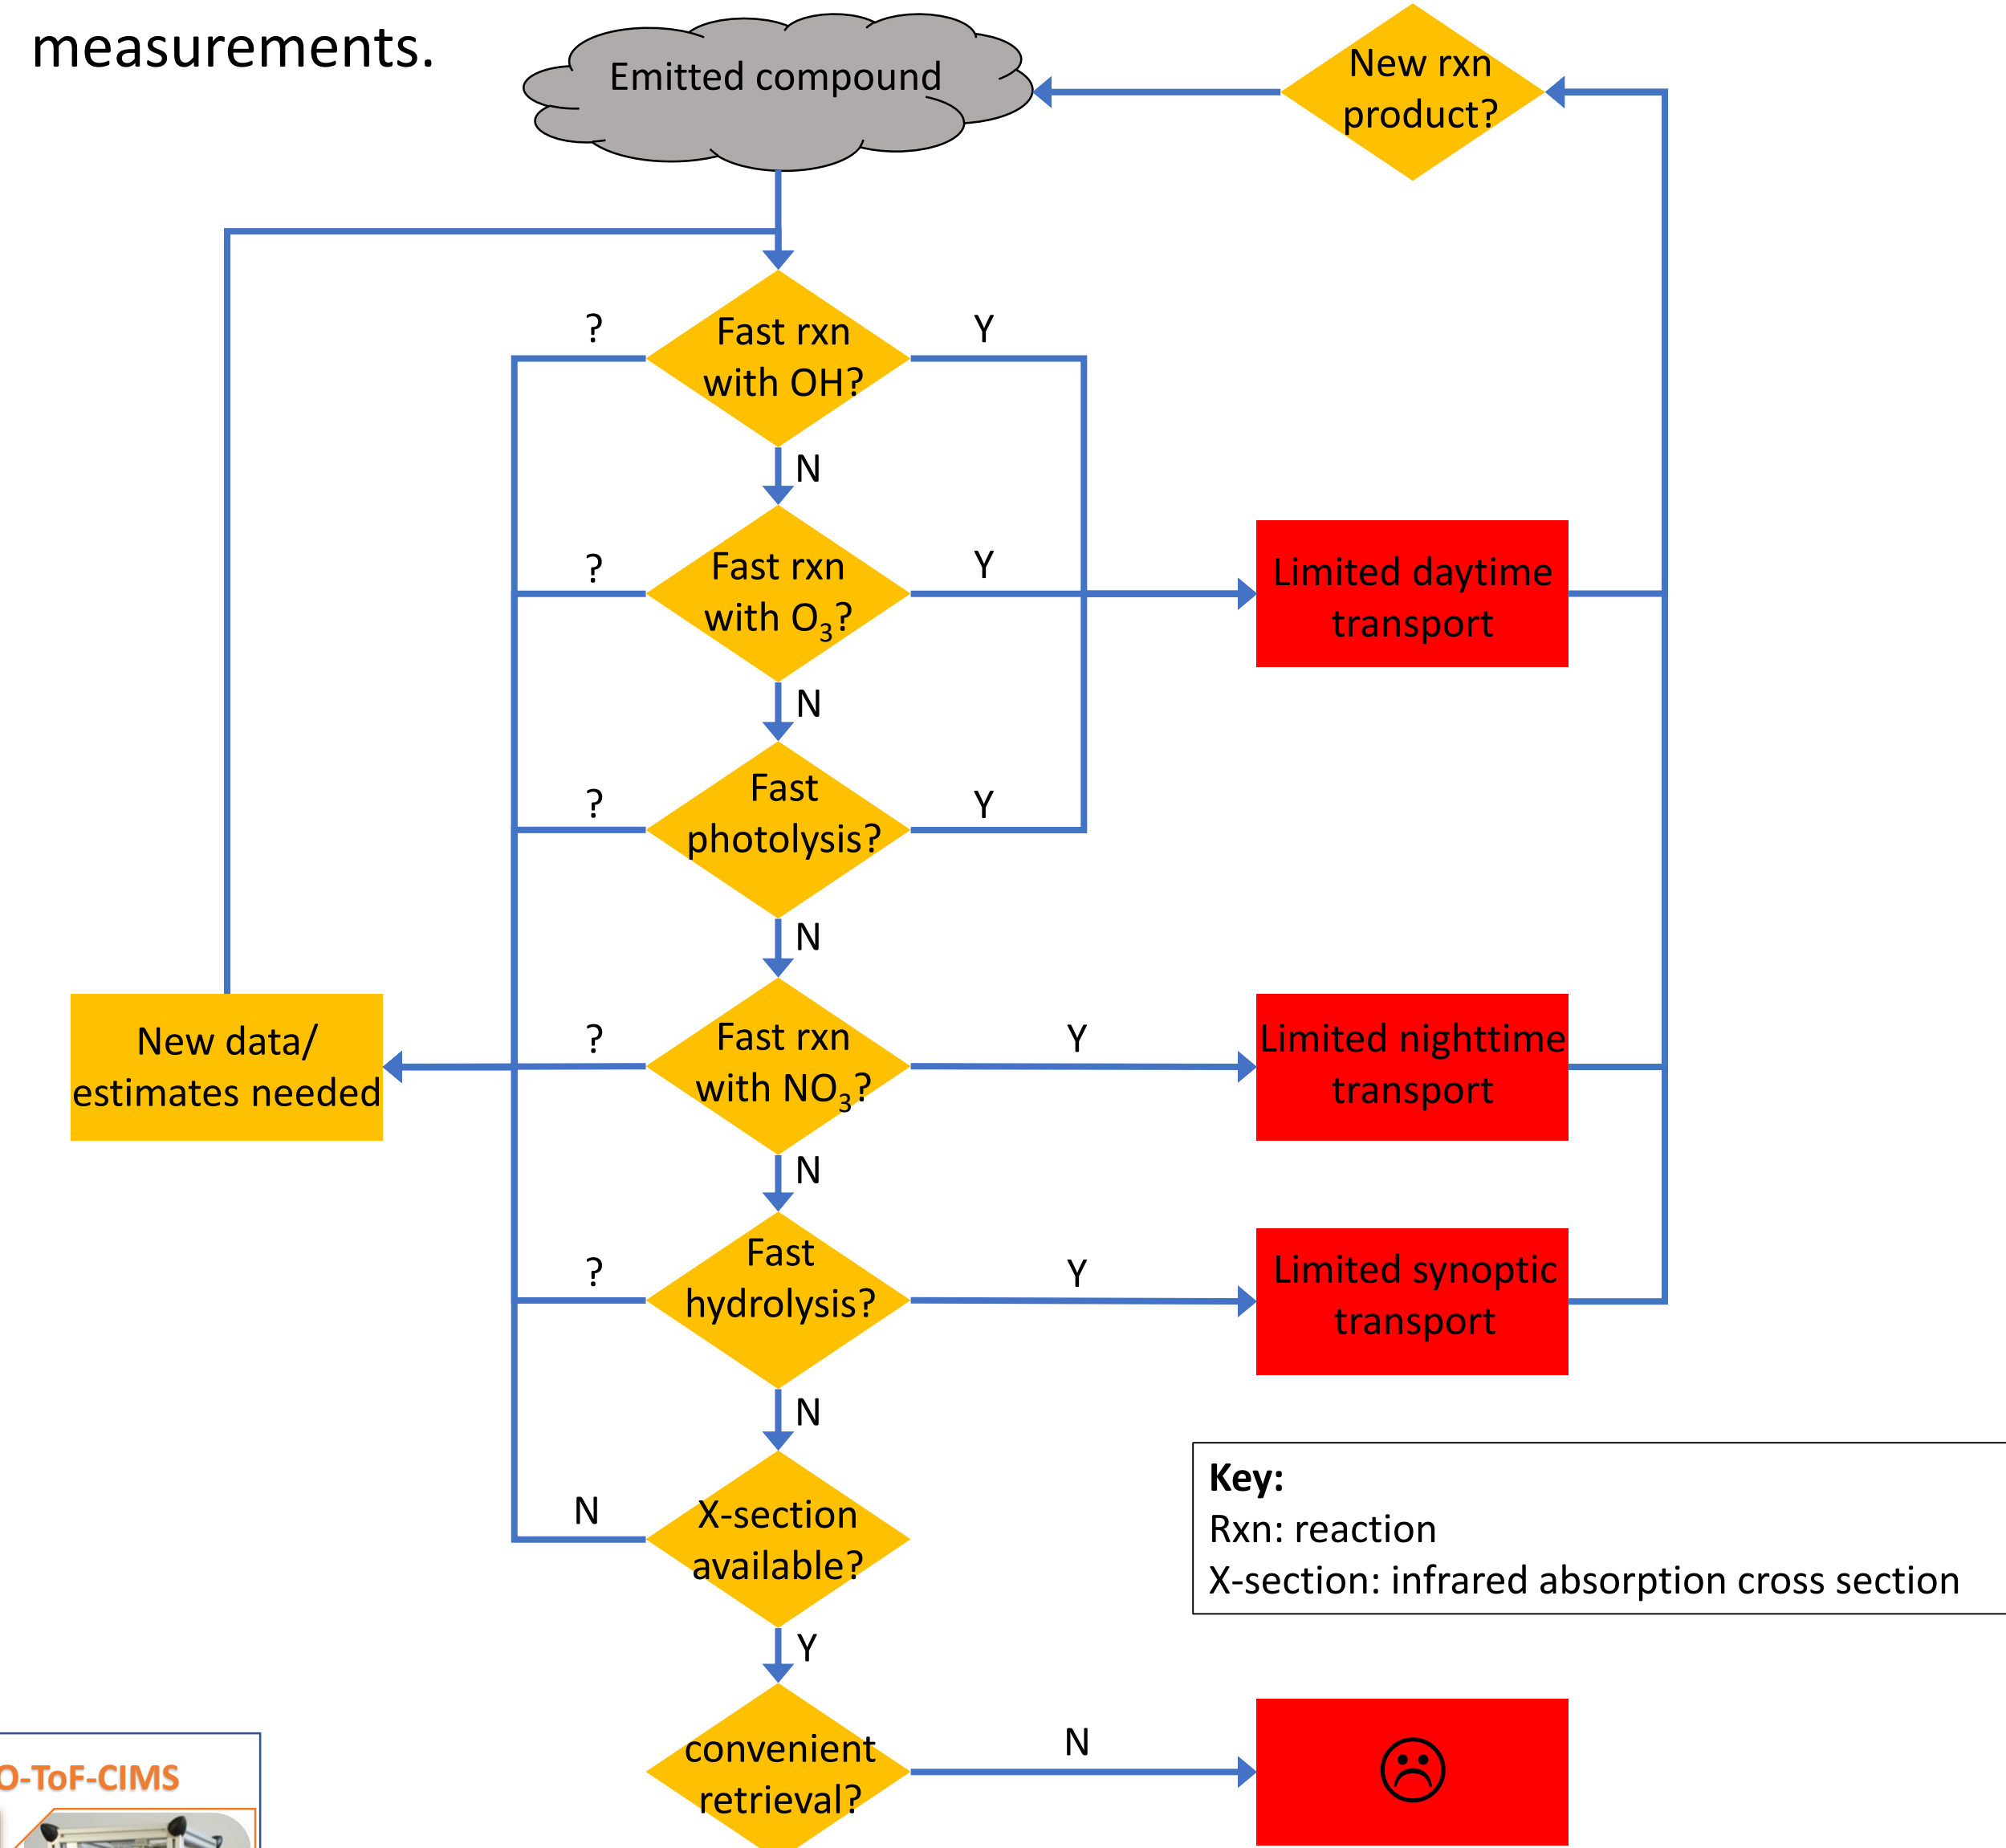 measurements.
Emitted compound
New rxn
product?
?
Fast rxn
with OH?
Y
N
?
Fast rxn
with O₃?
Y
Limited daytime
transport
N
?
Fast
photolysis?
Y
N
New data/
estimates needed
?
Fast rxn
with NO₃?
Y
Limited nighttime
transport
N
?
Fast
hydrolysis?
Y
Limited synoptic
transport
N
N
X-section
available?
Key:
Rxn: reaction
X-section: infrared absorption cross section
Y
convenient
retrieval?
N
O-ToF-CIMS